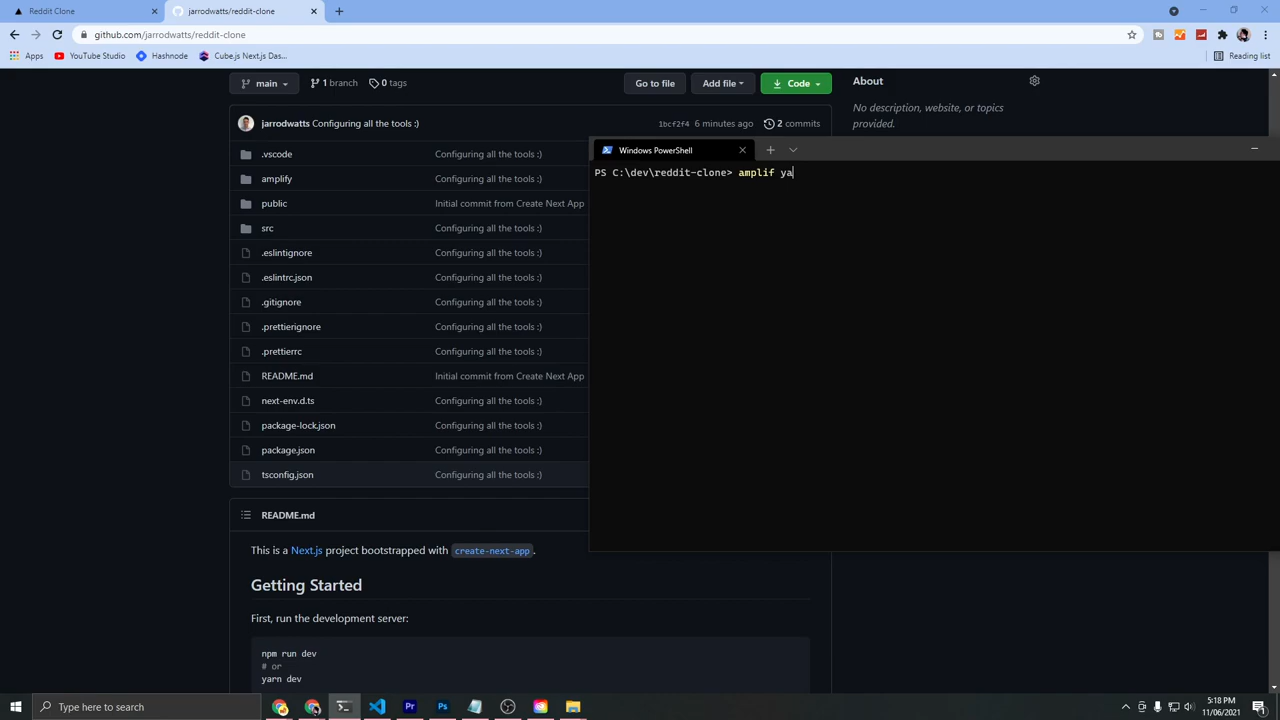 Reddit Clone
jarrodwatts/reddit-clone
github.com/jarrodwatts/reddit-clone
Apps
YouTube Studio
Hashnode
Cube.js Next.js Das...
Reading list
main
1 branch
0 tags
Go to file
Add file
Code
About
No description, website, or topics
provided.
jarrodwatts Configuring all the tools :)
1bcf2f4 6 minutes ago
2 commits
.vscode Configuring all the tools :)
amplify Configuring all the tools :)
public Initial commit from Create Next App
src Configuring all the tools :)
.eslintignore Configuring all the tools :)
.eslintrc.json Configuring all the tools :)
.gitignore Configuring all the tools :)
.prettierignore Configuring all the tools :)
.prettierrc Configuring all the tools :)
README.md Initial commit from Create Next App
next-env.d.ts Configuring all the tools :)
package-lock.json Configuring all the tools :)
package.json Configuring all the tools :)
tsconfig.json Configuring all the tools :)
README.md
This is a Next.js project bootstrapped with create-next-app.
Getting Started
First, run the development server:
npm run dev
# or
yarn dev
Windows PowerShell
PS C:\dev\reddit-clone> amplif ya
Type here to search
Pr
Ps
5:18 PM
11/06/2021